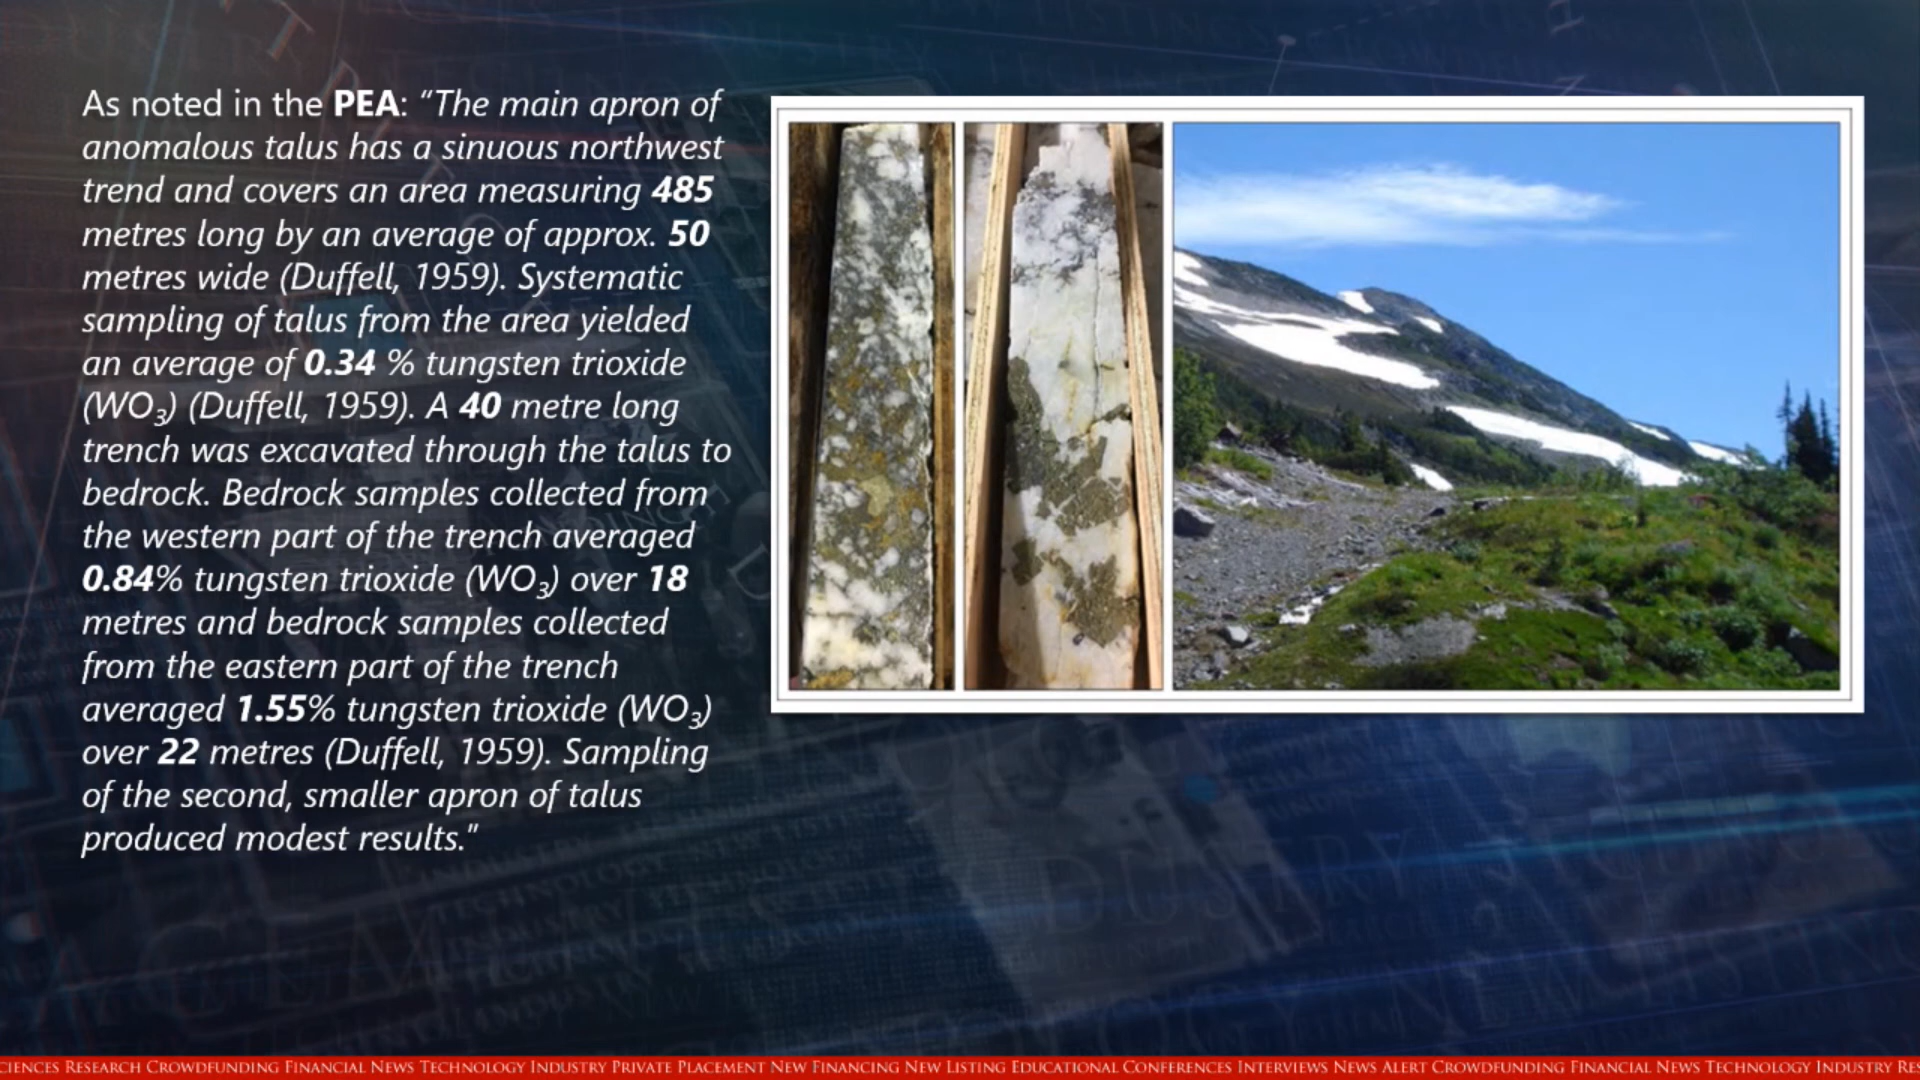 As noted in the PEA: “The main apron of
anomalous talus has a sinuous northwest
trend and covers an area measuring 485
metres long by an average of approx. 50
metres wide (Duffell, 1959). Systematic
sampling of talus from the area yielded
an average of 0.34 % tungsten trioxide
(WO₃) (Duffell, 1959). A 40 metre long
trench was excavated through the talus to
bedrock. Bedrock samples collected from
the western part of the trench averaged
0.84% tungsten trioxide (WO₃) over 18
metres and bedrock samples collected
from the eastern part of the trench
averaged 1.55% tungsten trioxide (WO₃)
over 22 metres (Duffell, 1959). Sampling
of the second, smaller apron of talus
produced modest results.”
CIENCES RESEARCH CROWDFUNDING FINANCIAL NEWS TECHNOLOGY INDUSTRY PRIVATE PLACEMENT NEW FINANCING NEW LISTING EDUCATIONAL CONFERENCES INTERVIEWS NEWS ALERT CROWDFUNDING FINANCIAL NEWS TECHNOLOGY INDUSTRY RES